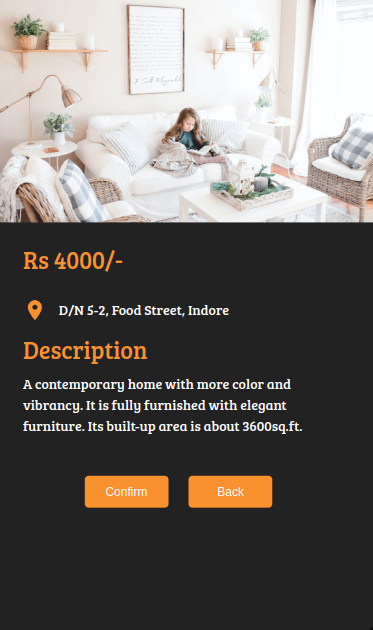 Rs 4000/-
D/N 5-2, Food Street, Indore
Description
A contemporary home with more color and
vibrancy. It is fully furnished with elegant
furniture. Its built-up area is about 3600sq.ft.
Confirm
Back